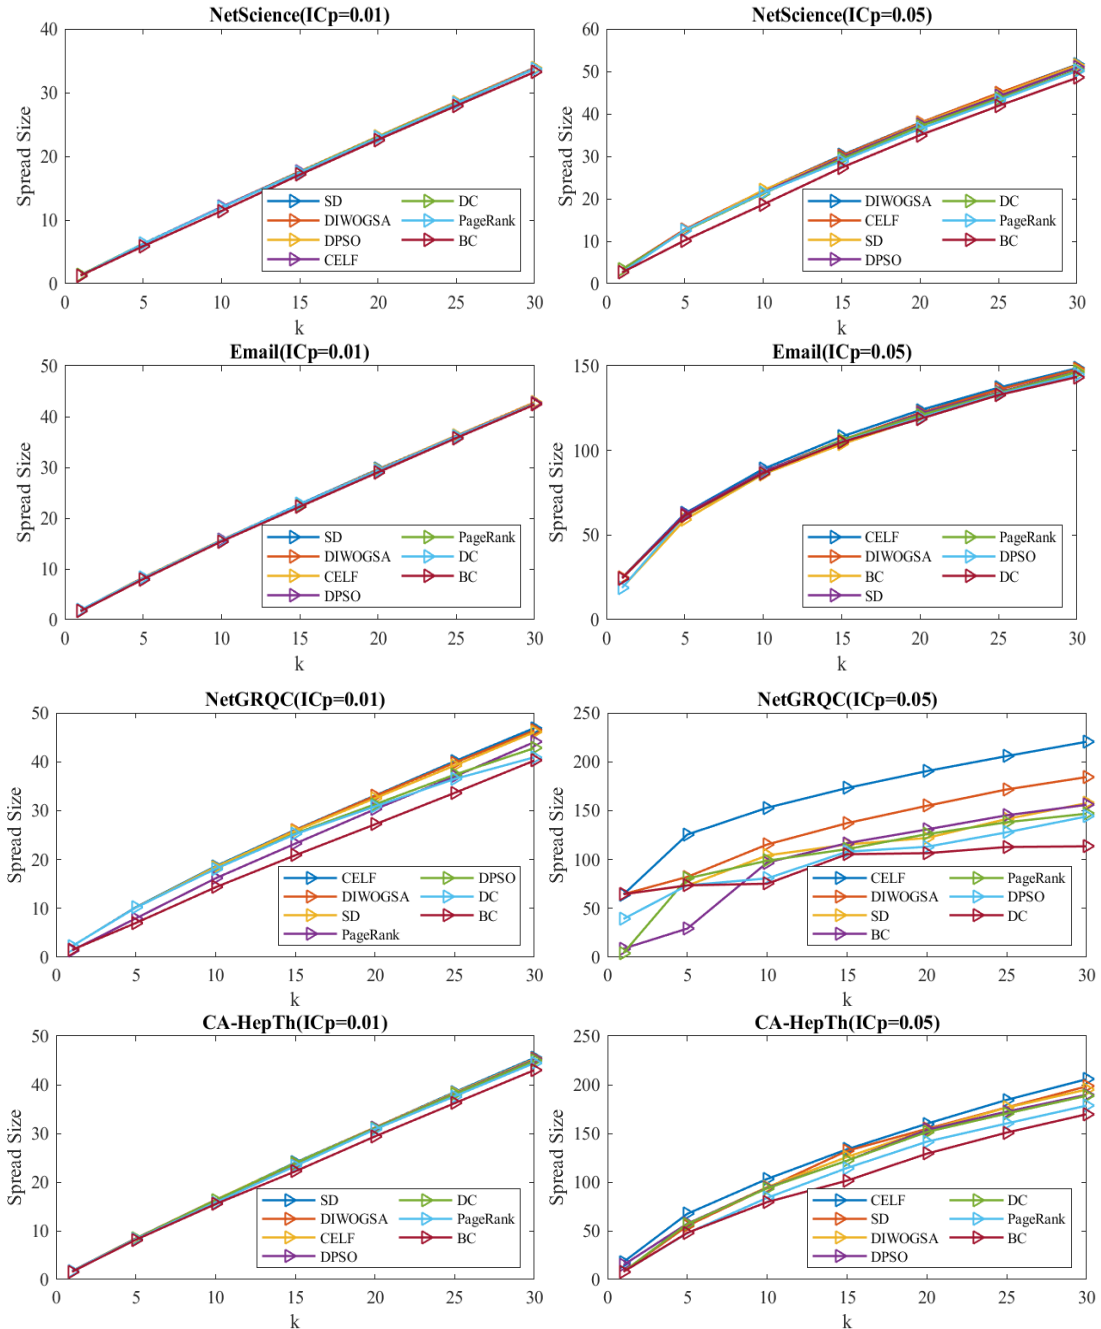 NetScience(ICp=0.01)
40
30
20
10
0
Spread Size
0 5 10 15 20 25 30
k
SD DC
DIWOGSA PageRank
DPSO BC
CELF
NetScience(ICp=0.05)
60
50
40
30
20
10
0
Spread Size
0 5 10 15 20 25 30
k
DIWOGSA DC
CELF PageRank
SD BC
DPSO
Email(ICp=0.01)
50
40
30
20
10
0
Spread Size
0 5 10 15 20 25 30
k
SD PageRank
DIWOGSA DC
CELF BC
DPSO
Email(ICp=0.05)
150
100
50
0
Spread Size
0 5 10 15 20 25 30
k
CELF PageRank
DIWOGSA DPSO
BC DC
SD
NetGRQC(ICp=0.01)
50
40
30
20
10
0
Spread Size
0 5 10 15 20 25 30
k
CELF DPSO
DIWOGSA DC
SD BC
PageRank
NetGRQC(ICp=0.05)
250
200
150
100
50
0
Spread Size
0 5 10 15 20 25 30
k
CELF PageRank
DIWOGSA DPSO
SD DC
BC
CA-HepTh(ICp=0.01)
50
40
30
20
10
0
Spread Size
0 5 10 15 20 25 30
k
SD DC
DIWOGSA PageRank
CELF BC
DPSO
CA-HepTh(ICp=0.05)
250
200
150
100
50
0
Spread Size
0 5 10 15 20 25 30
k
CELF DC
SD PageRank
DIWOGSA BC
DPSO